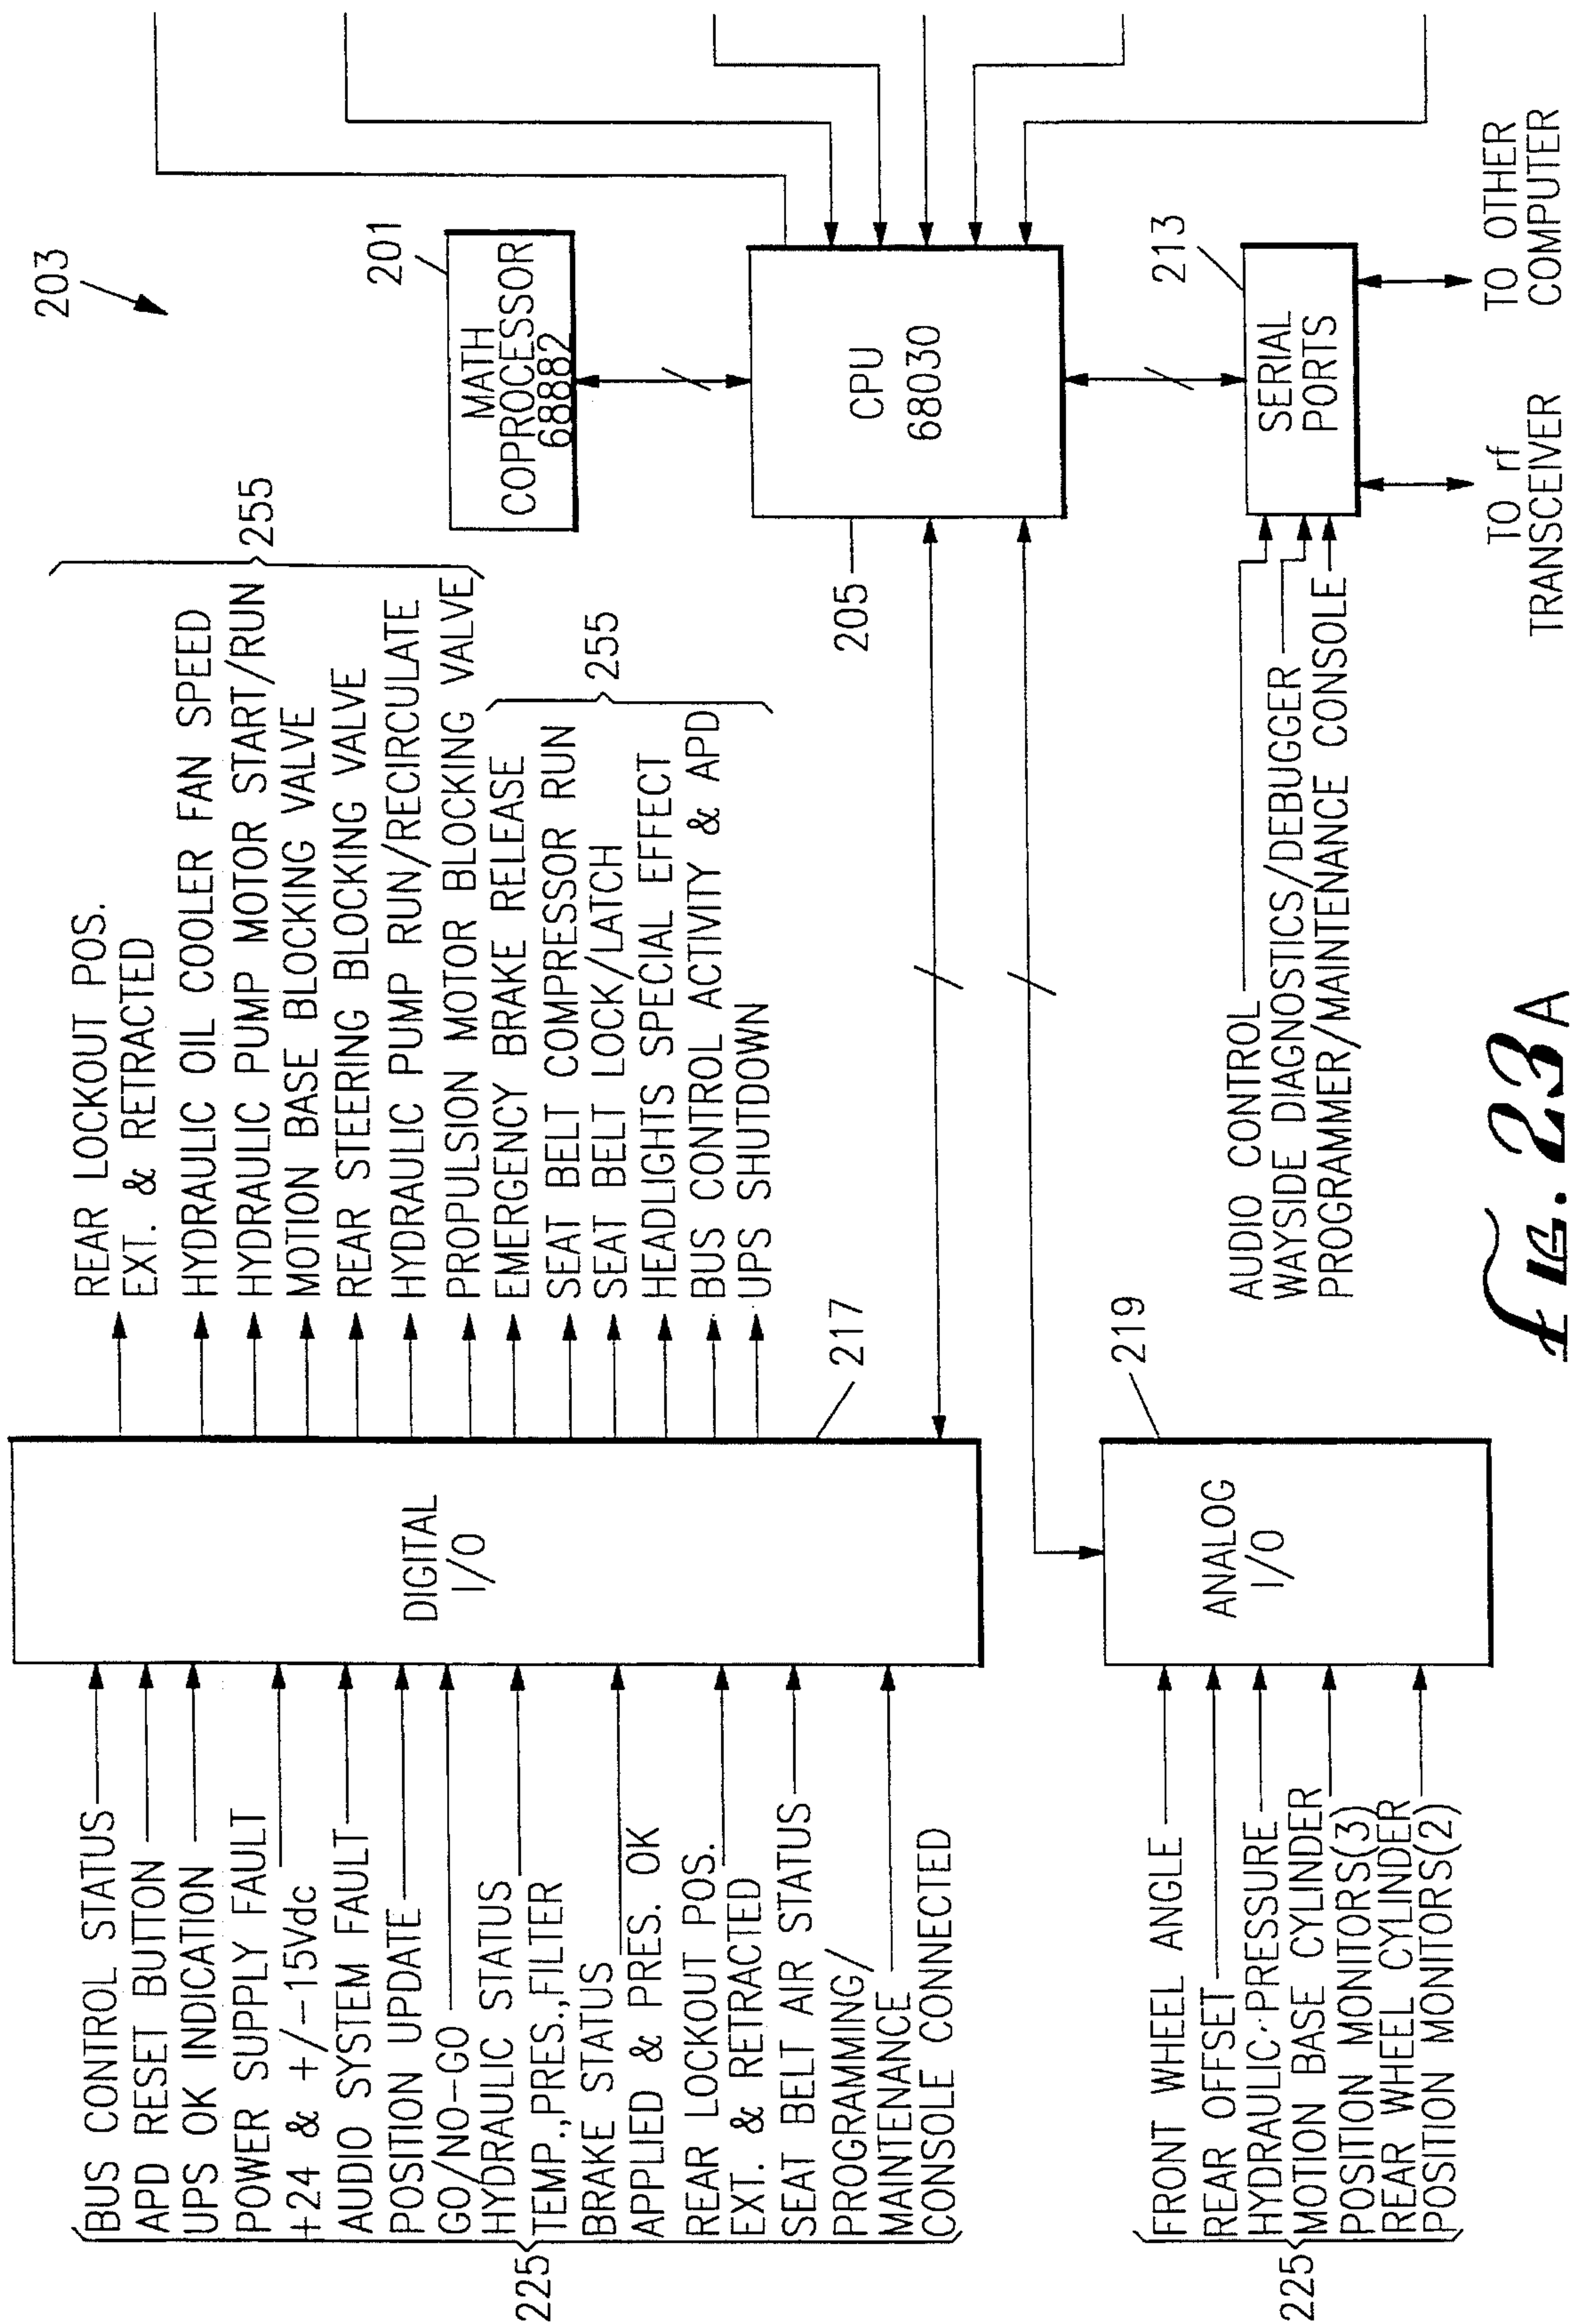 203
BUS CONTROL STATUS
APD RESET BUTTON
UPS OK INDICATION
POWER SUPPLY FAULT
+24 & +/-15Vdc
AUDIO SYSTEM FAULT
POSITION UPDATE
GO/NO-GO
HYDRAULIC STATUS
TEMP.,PRES.,FILTER
BRAKE STATUS
APPLIED & PRES. OK
REAR LOCKOUT POS.
EXT. & RETRACTED
SEAT BELT AIR STATUS
PROGRAMMING/
MAINTENANCE
CONSOLE CONNECTED
225
DIGITAL
I/O
217
REAR LOCKOUT POS.
EXT. & RETRACTED
HYDRAULIC OIL COOLER FAN SPEED
HYDRAULIC PUMP MOTOR START/RUN
MOTION BASE BLOCKING VALVE
REAR STEERING BLOCKING VALVE
HYDRAULIC PUMP RUN/RECIRCULATE
PROPULSION MOTOR BLOCKING VALVE
255
EMERGENCY BRAKE RELEASE
SEAT BELT COMPRESSOR RUN
SEAT BELT LOCK/LATCH
HEADLIGHTS SPECIAL EFFECT
BUS CONTROL ACTIVITY & APD
UPS SHUTDOWN
255
MATH
COPROCESSOR
68882
201
CPU
68030
205
FRONT WHEEL ANGLE
REAR OFFSET
HYDRAULIC PRESSURE
MOTION BASE CYLINDER
POSITION MONITORS(3)
REAR WHEEL CYLINDER
POSITION MONITORS(2)
225
ANALOG
I/O
219
AUDIO CONTROL
WAYSIDE DIAGNOSTICS/DEBUGGER
PROGRAMMER/MAINTENANCE CONSOLE
SERIAL
PORTS
213
TO rf
TRANSCEIVER
TO OTHER
COMPUTER
FIG. 23A